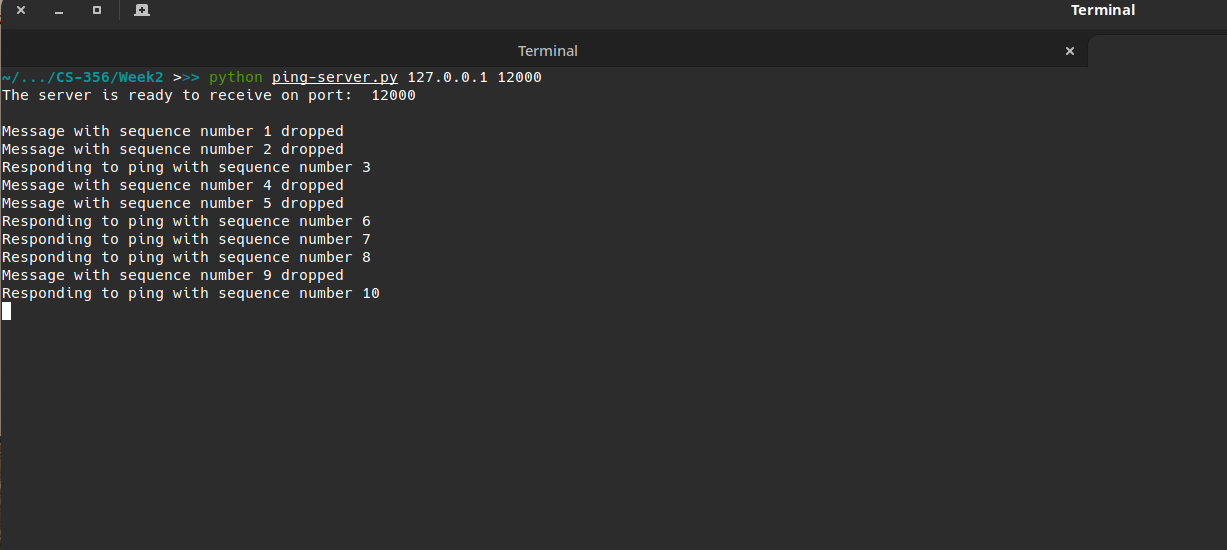 Terminal
Terminal
~/.../CS-356/Week2 >>> python ping-server.py 127.0.0.1 12000
The server is ready to receive on port:  12000
Message with sequence number 1 dropped
Message with sequence number 2 dropped
Responding to ping with sequence number 3
Message with sequence number 4 dropped
Message with sequence number 5 dropped
Responding to ping with sequence number 6
Responding to ping with sequence number 7
Responding to ping with sequence number 8
Message with sequence number 9 dropped
Responding to ping with sequence number 10